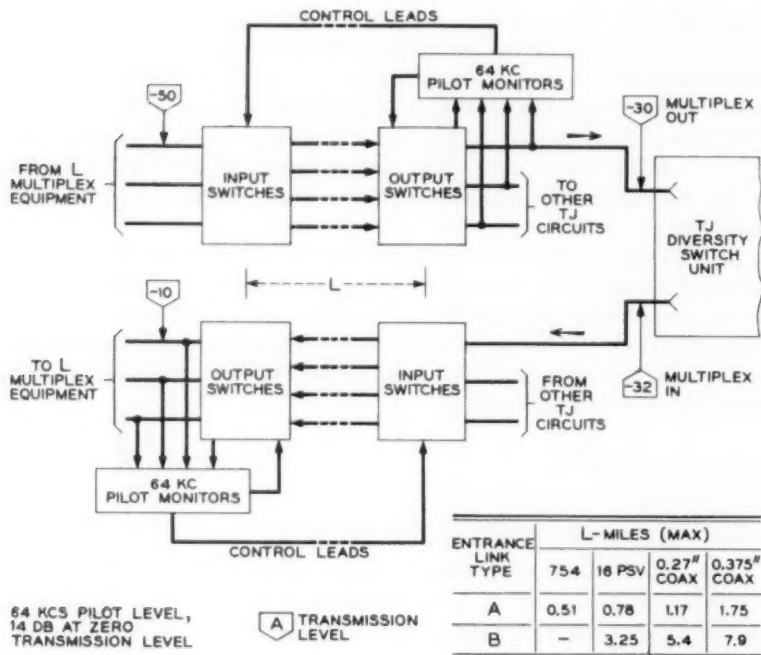 CONTROL LEADS
64 KC
PILOT MONITORS
-50
-30
MULTIPLEX
OUT
FROM L
MULTIPLEX
EQUIPMENT
INPUT
SWITCHES
OUTPUT
SWITCHES
TO
OTHER
TJ
CIRCUITS
TJ
DIVERSITY
SWITCH
UNIT
L
-10
TO L
MULTIPLEX
EQUIPMENT
OUTPUT
SWITCHES
INPUT
SWITCHES
FROM
OTHER
TJ
CIRCUITS
-32
MULTIPLEX
IN
64 KC
PILOT MONITORS
CONTROL LEADS
ENTRANCE
LINK
TYPE
L-MILES (MAX)
754 16 PSV 0.27" COAX 0.375" COAX
A 0.51 0.78 1.17 1.75
B - 3.25 5.4 7.9
64 KCS PILOT LEVEL,
14 DB AT ZERO
TRANSMISSION LEVEL
A TRANSMISSION
LEVEL